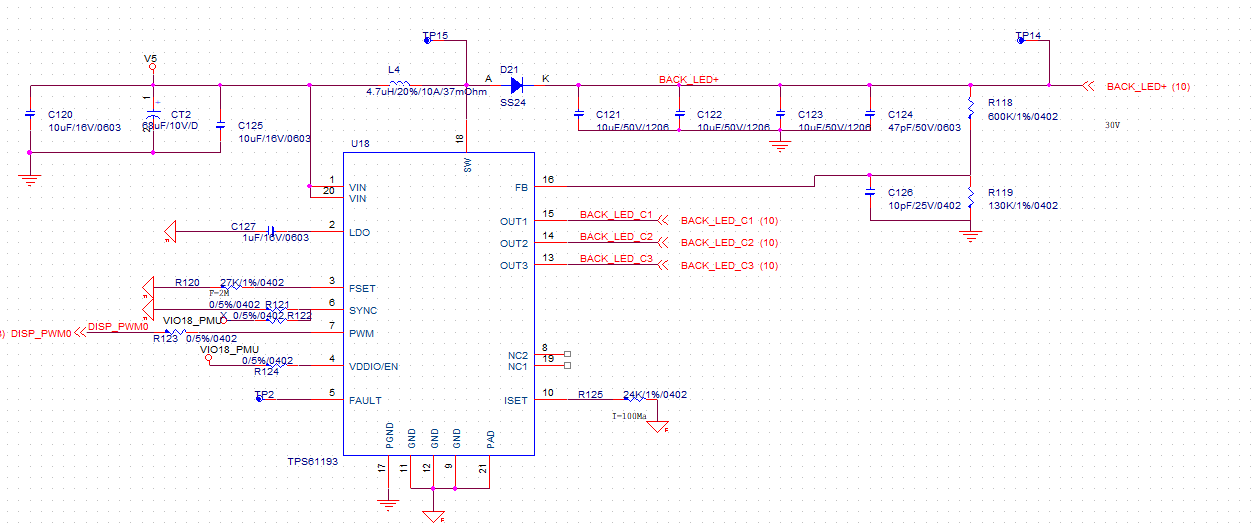 TP15
TP14
V5
L4
4.7uH/20%/10A/37mOhm
A
D21
K
SS24
BACK_LED+
BACK_LED+ (10)
1
+
2
C120
10uF/16V/0603
CT2
68uF/10V/D
C125
10uF/16V/0603
C121
10uF/50V/1206
C122
10uF/50V/1206
C123
10uF/50V/1206
C124
47pF/50V/0603
R118
600K/1%/0402
30V
18
U18
SW
1
VIN
20
VIN
FB
16
C126
10pF/25V/0402
R119
130K/1%/0402
C127
1uF/16V/0603
2
LDO
OUT1
15
BACK_LED_C1
BACK_LED_C1 (10)
OUT2
14
BACK_LED_C2
BACK_LED_C2 (10)
OUT3
13
BACK_LED_C3
BACK_LED_C3 (10)
R120
27K/1%/0402
F=2M
3
FSET
0/5%/0402
R121
6
SYNC
VIO18_PMU
X
0/5%/0402
R122
) DISP_PWM0
DISP_PWM0
R123
0/5%/0402
7
PWM
VIO18_PMU
0/5%/0402
R124
4
VDDIO/EN
NC2
8
NC1
19
TP2
5
FAULT
ISET
10
R125
24K/1%/0402
I=100Ma
PGND
GND
GND
GND
PAD
TPS61193
17
11
12
9
21